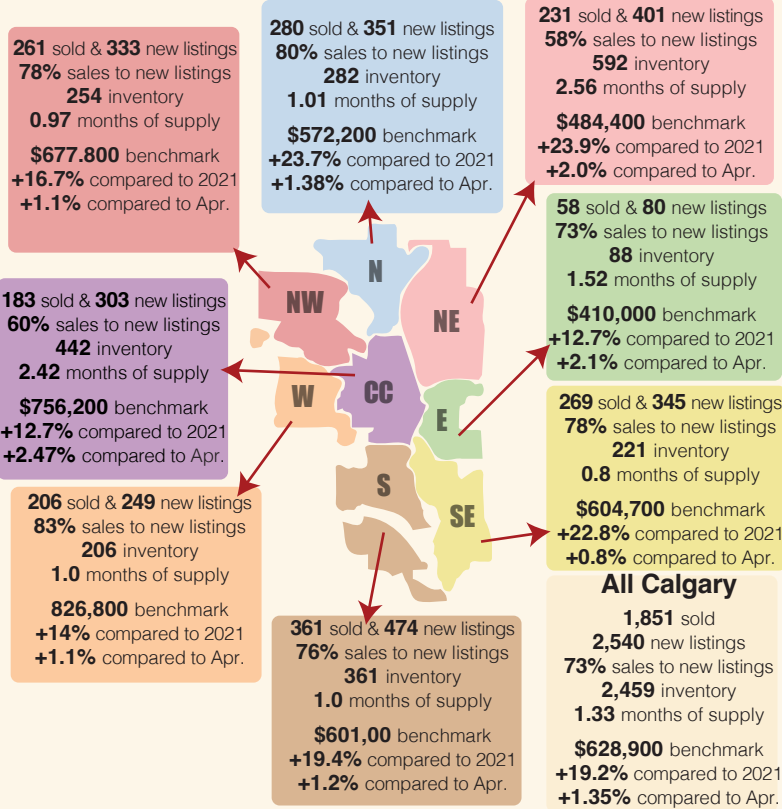 261 sold & 333 new listings
78% sales to new listings
254 inventory
0.97 months of supply
$677.800 benchmark
+16.7% compared to 2021
+1.1% compared to Apr.
280 sold & 351 new listings
80% sales to new listings
282 inventory
1.01 months of supply
$572,200 benchmark
+23.7% compared to 2021
+1.38% compared to Apr.
231 sold & 401 new listings
58% sales to new listings
592 inventory
2.56 months of supply
$484,400 benchmark
+23.9% compared to 2021
+2.0% compared to Apr.
58 sold & 80 new listings
73% sales to new listings
88 inventory
1.52 months of supply
$410,000 benchmark
+12.7% compared to 2021
+2.1% compared to Apr.
N
NW
NE
W
CC
E
S
SE
183 sold & 303 new listings
60% sales to new listings
442 inventory
2.42 months of supply
$756,200 benchmark
+12.7% compared to 2021
+2.47% compared to Apr.
269 sold & 345 new listings
78% sales to new listings
221 inventory
0.8 months of supply
$604,700 benchmark
+22.8% compared to 2021
+0.8% compared to Apr.
206 sold & 249 new listings
83% sales to new listings
206 inventory
1.0 months of supply
826,800 benchmark
+14% compared to 2021
+1.1% compared to Apr.
361 sold & 474 new listings
76% sales to new listings
361 inventory
1.0 months of supply
$601,00 benchmark
+19.4% compared to 2021
+1.2% compared to Apr.
All Calgary
1,851 sold
2,540 new listings
73% sales to new listings
2,459 inventory
1.33 months of supply
$628,900 benchmark
+19.2% compared to 2021
+1.35% compared to Apr.